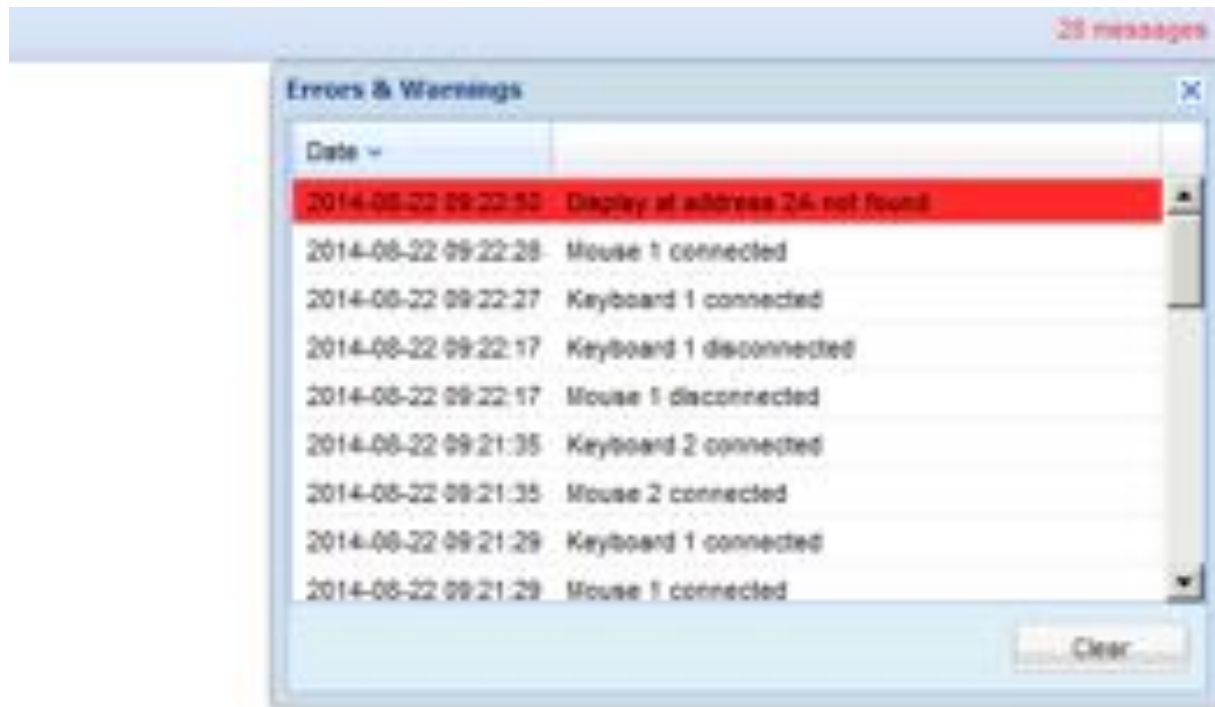 28 messages
Errors & Warnings
Date
2014-08-22 09:22:50 Display at address 2A not found
2014-08-22 09:22:28 Mouse 1 connected
2014-08-22 09:22:27 Keyboard 1 connected
2014-08-22 09:22:17 Keyboard 1 disconnected
2014-08-22 09:22:17 Mouse 1 disconnected
2014-08-22 09:21:35 Keyboard 2 connected
2014-08-22 09:21:35 Mouse 2 connected
2014-08-22 09:21:29 Keyboard 1 connected
2014-08-22 09:21:29 Mouse 1 connected
Clear